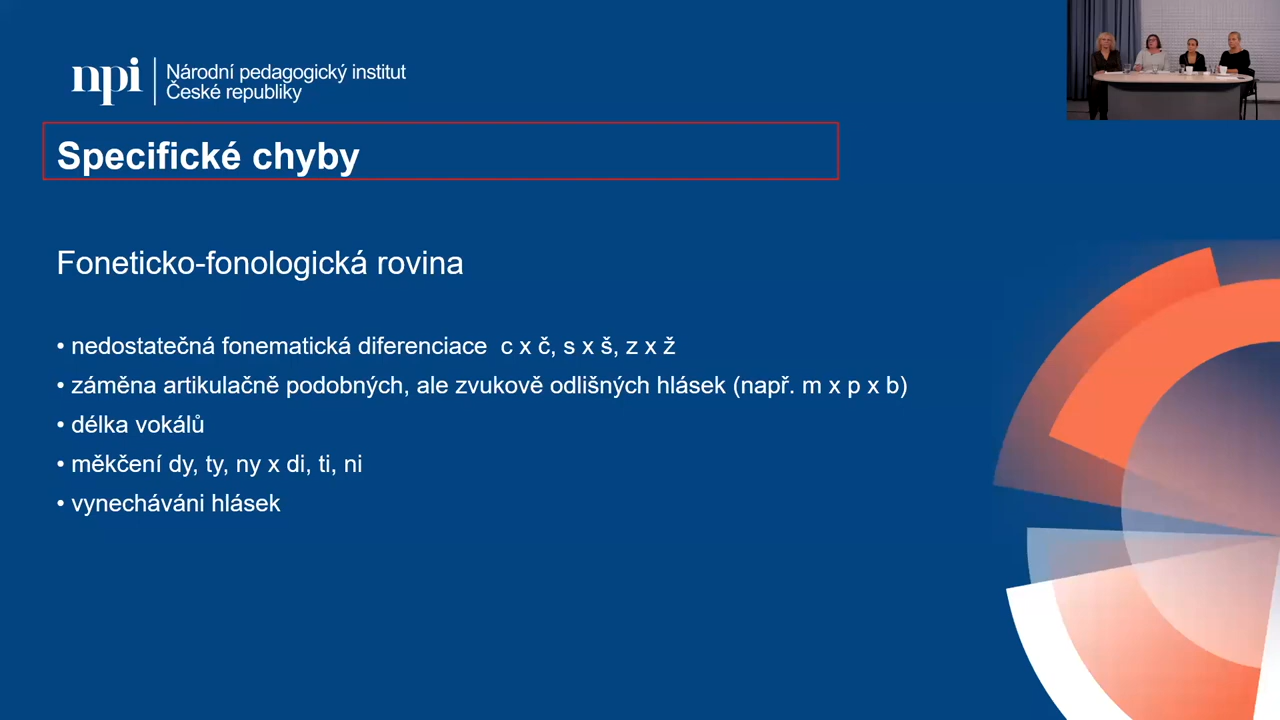 npi
Národní pedagogický institut
České republiky
Specifické chyby
Foneticko-fonologická rovina
• nedostatečná fonematická diferenciace  c x č, s x š, z x ž
• záměna artikulačně podobných, ale zvukově odlišných hlásek (např. m x p x b)
• délka vokálů
• měkčení dy, ty, ny x di, ti, ni
• vynecháváni hlásek